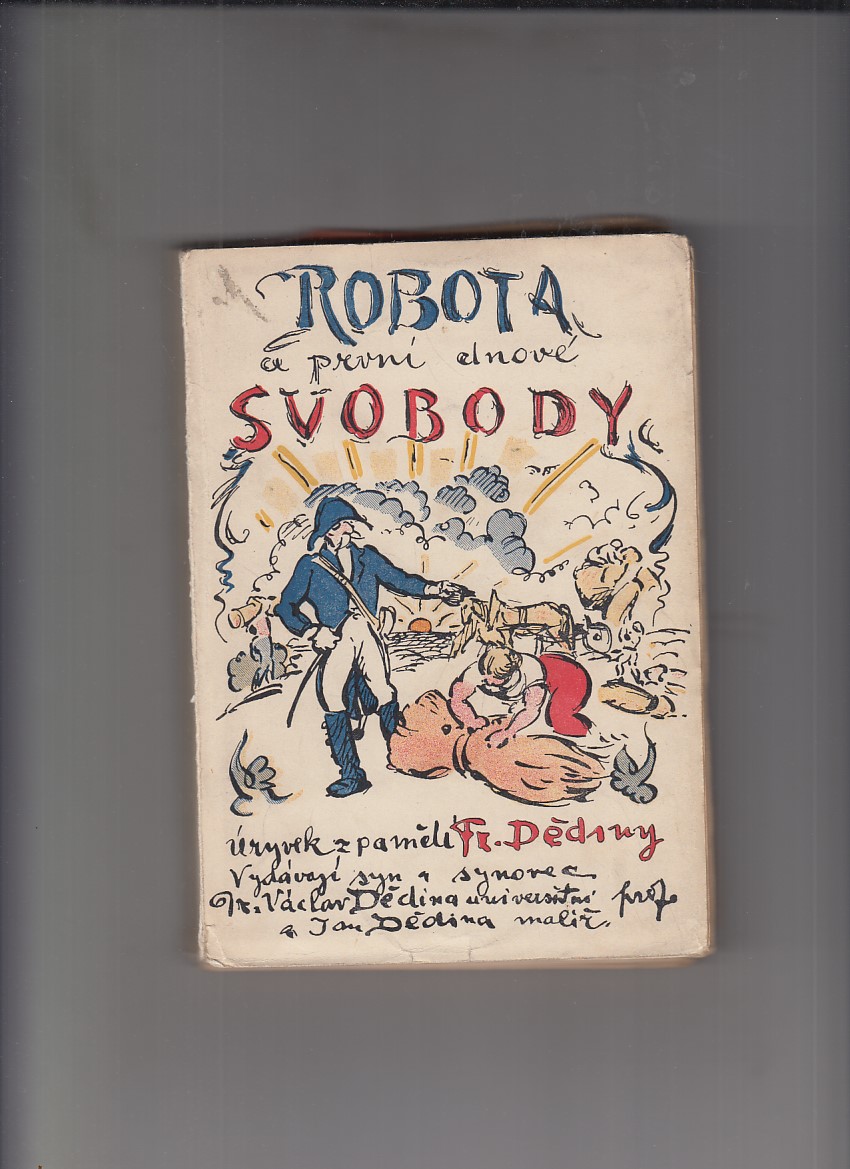 ROBOTA
a první dnové
SVOBODY
úryvek z pamětí Fr. Dědiny
Vydávají syn a synovec
Dr. Václav Dědina universitní prof.
a Jan Dědina malíř.